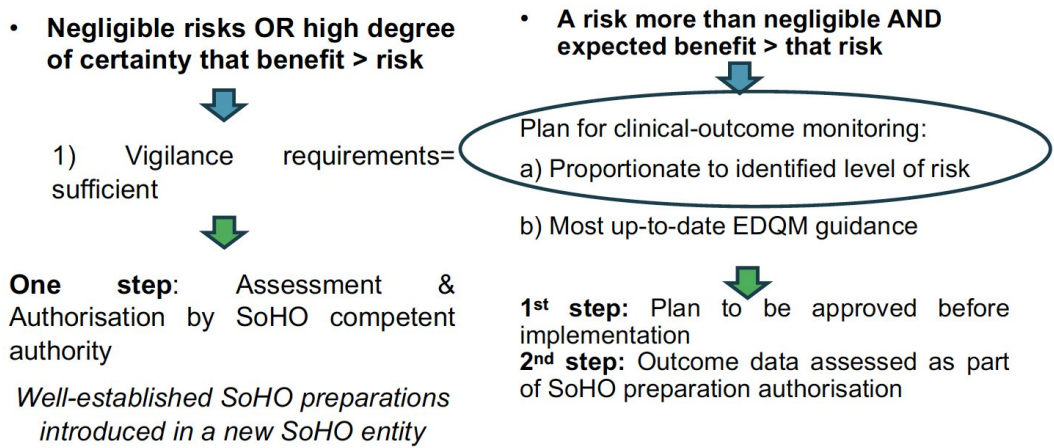 • Negligible risks OR high degree
of certainty that benefit > risk
1) Vigilance requirements=
sufficient
One step: Assessment &
Authorisation by SoHO competent
authority
Well-established SoHO preparations
introduced in a new SoHO entity
• A risk more than negligible AND
expected benefit > that risk
Plan for clinical-outcome monitoring:
a) Proportionate to identified level of risk
b) Most up-to-date EDQM guidance
1st step: Plan to be approved before
implementation
2nd step: Outcome data assessed as part
of SoHO preparation authorisation